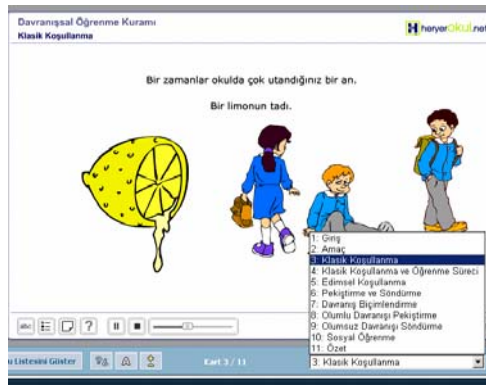 Davranışsal Öğrenme Kuramı
Klasik Koşullanma
heryerokul.net
Bir zamanlar okulda çok utandığınız bir an.
Bir limonun tadı.
1: Giriş
2: Amaç
3: Klasik Koşullanma
4: Klasik Koşullanma ve Öğrenme Süreci
5: Edimsel Koşullanma
6: Pekiştirme ve Söndürme
7: Davranış Biçimlendirme
8: Olumlu Davranışı Pekiştirme
9: Olumsuz Davranışı Söndürme
10: Sosyal Öğrenme
11: Özet
abc ?
u Listesini Göster
Kart 3 / 11
3: Klasik Koşullanma